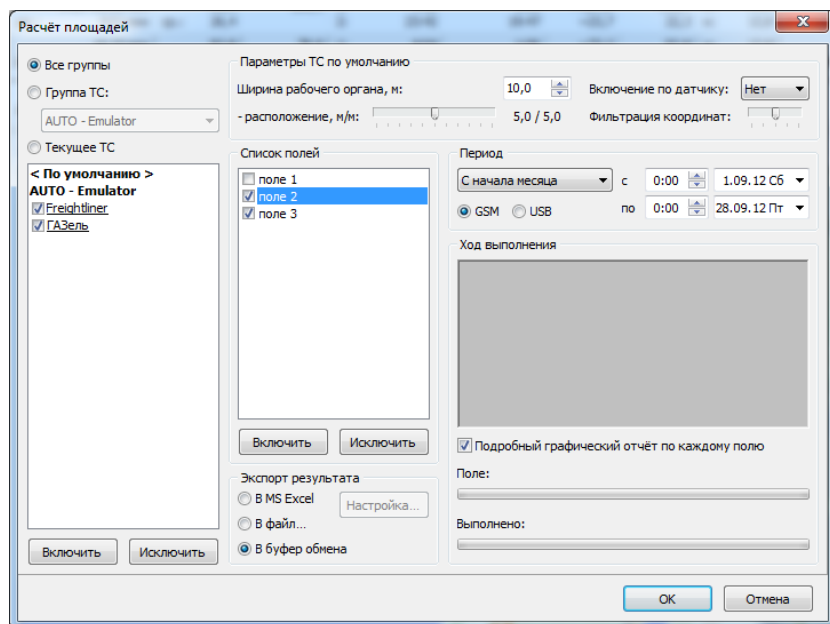 Расчёт площадей
Все группы
Группа ТС:
AUTO - Emulator
Текущее ТС
< По умолчанию >
AUTO - Emulator
Freightliner
ГАЗель
Включить Исключить
Параметры ТС по умолчанию
Ширина рабочего органа, м: 10,0 Включение по датчику: Нет
- расположение, м/м: 5,0 / 5,0 Фильтрация координат:
Список полей
поле 1
поле 2
поле 3
Включить Исключить
Экспорт результата
В MS Excel Настройка...
В файл...
В буфер обмена
Период
С начала месяца с 0:00 1.09.12 Сб
GSM USB по 0:00 28.09.12 Пт
Ход выполнения
Подробный графический отчёт по каждому полю
Поле:
Выполнено:
OK Отмена